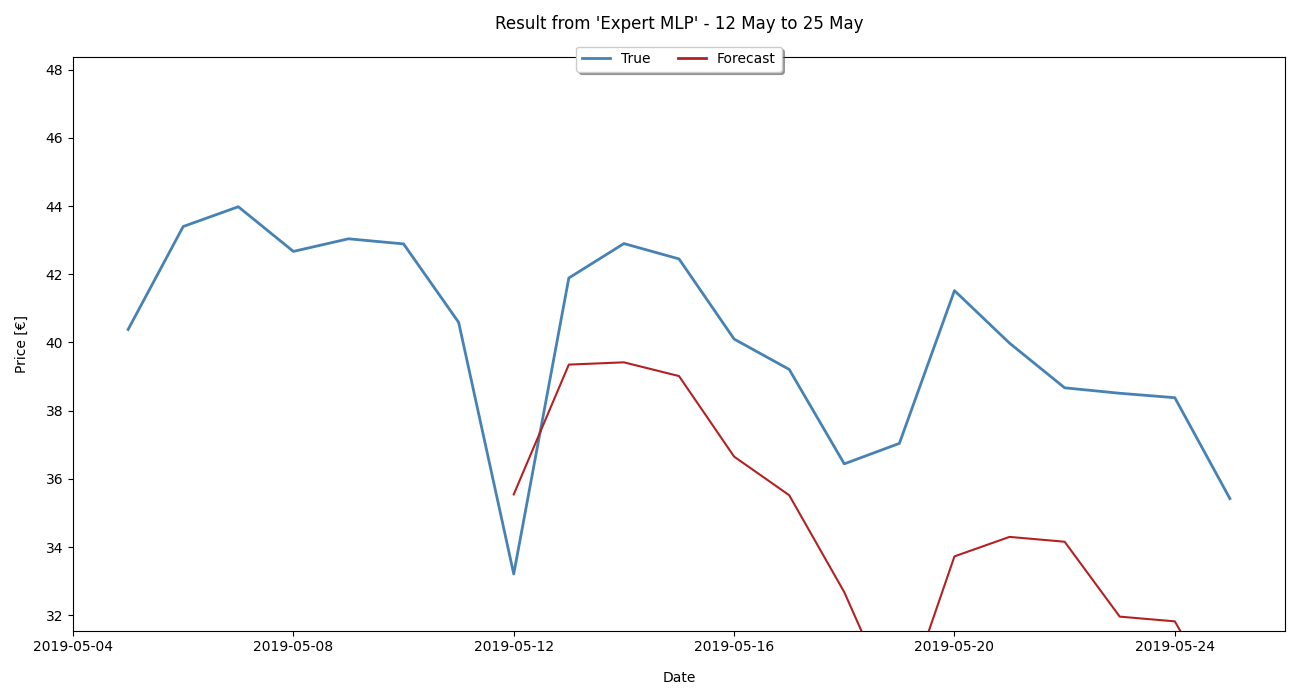 Result from 'Expert MLP' - 12 May to 25 May
True Forecast
48
46
44
42
40
38
36
34
32
Price [€]
2019-05-04 2019-05-08 2019-05-12 2019-05-16 2019-05-20 2019-05-24
Date